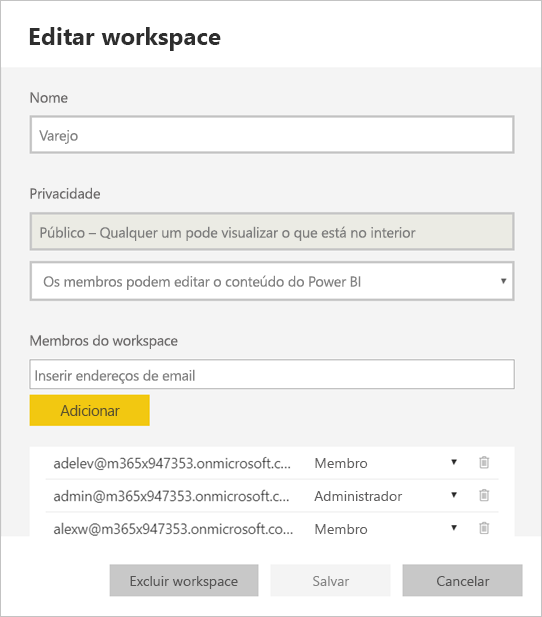 Editar workspace
Nome
Varejo
Privacidade
Público – Qualquer um pode visualizar o que está no interior
Os membros podem editar o conteúdo do Power BI
Membros do workspace
Inserir endereços de email
Adicionar
adelev@m365x947353.onmicrosoft.c... Membro
admin@m365x947353.onmicrosoft.c... Administrador
alexw@m365x947353.onmicrosoft.co... Membro
Excluir workspace Salvar Cancelar